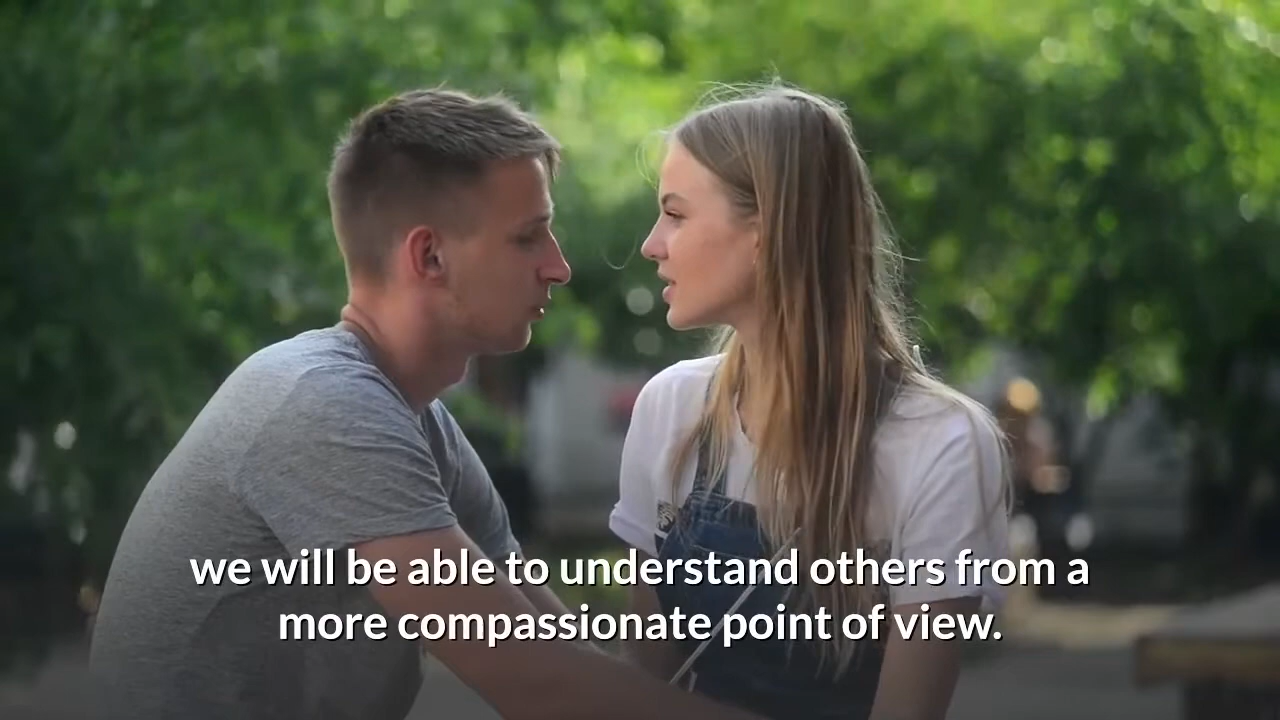 we will be able to understand others from a
more compassionate point of view.